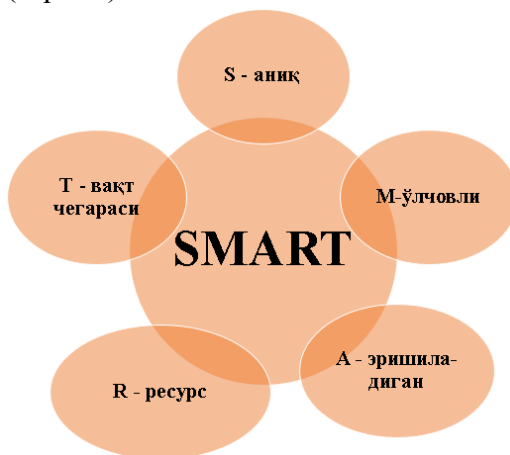 S - аниқ
М-ўлчовли
A - эришила-
диган
R - ресурс
T - вақт
чегараси
SMART